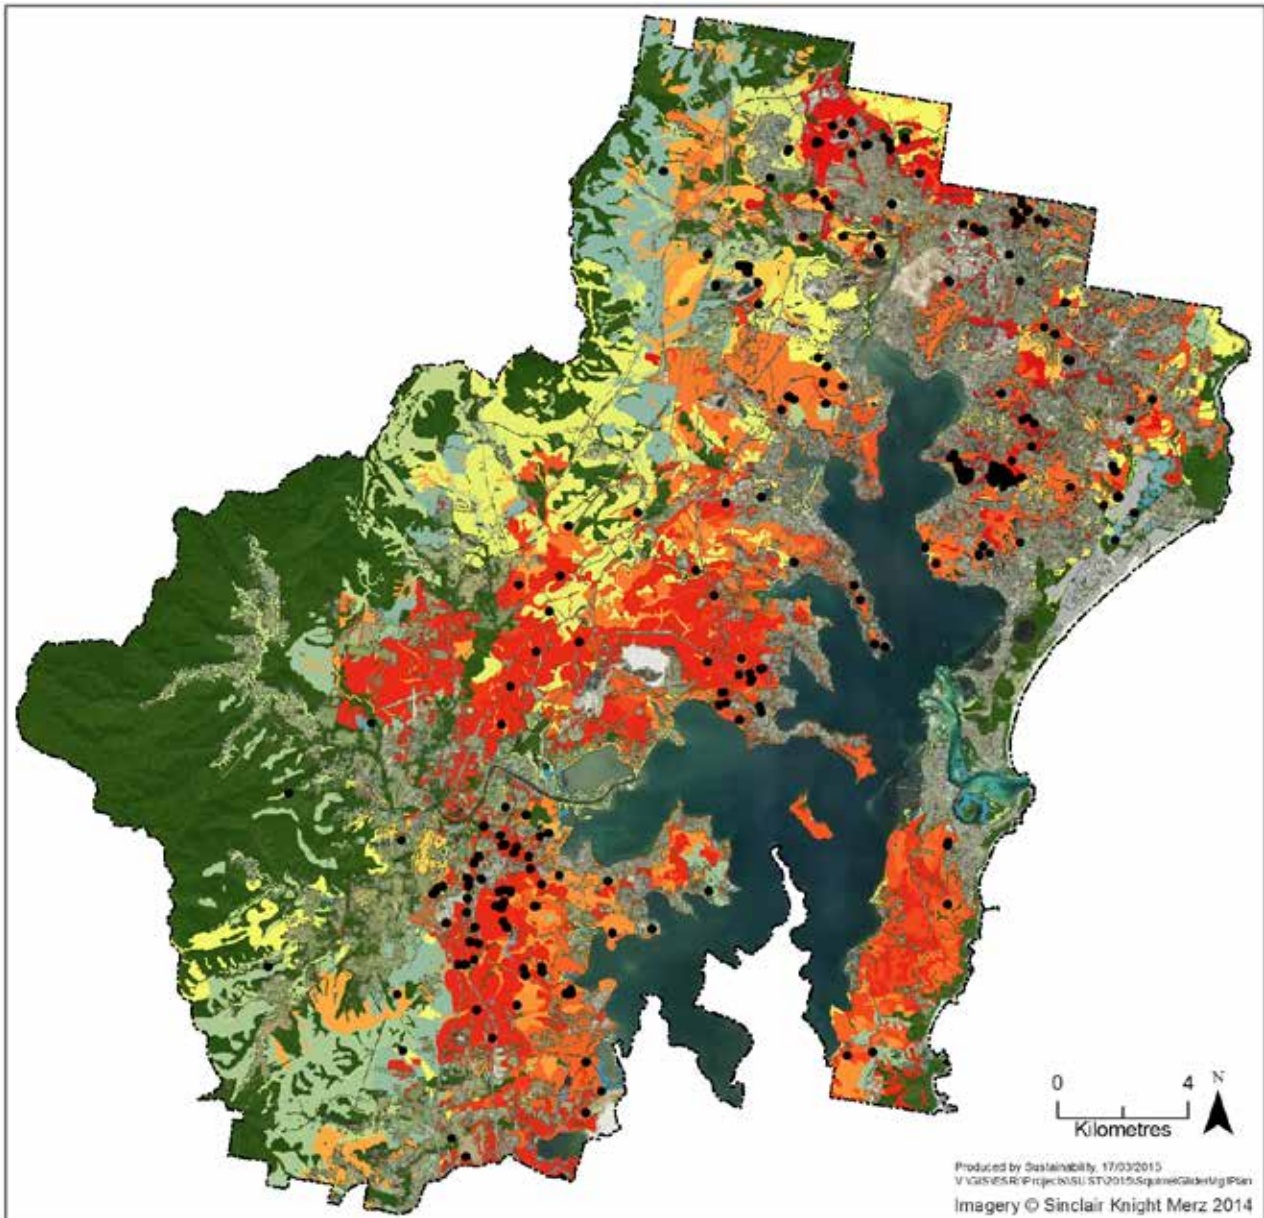 0 4 N
Kilometres
Produced by Sustainability, 17/03/2015
Imagery © Sinclair Knight Merz 2014